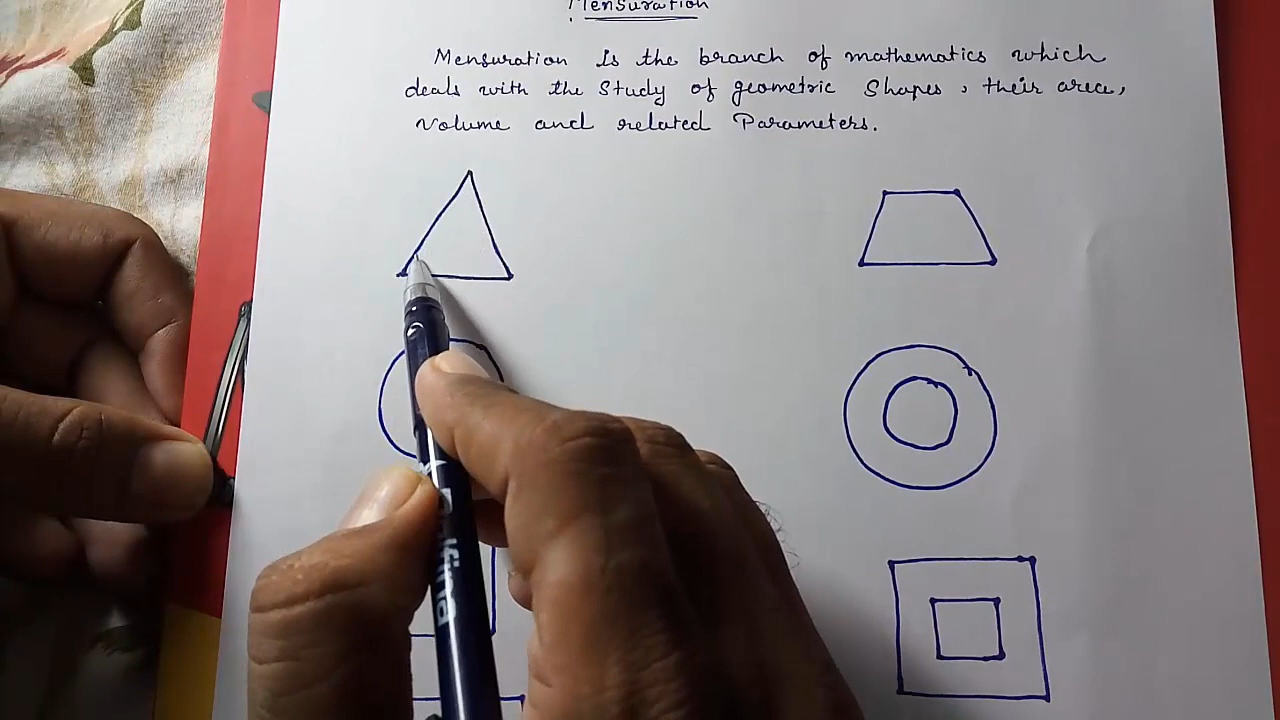 Mensuration
Mensuration is the branch of mathematics which
deals with the Study of geometric Shapes, their area,
Volume and related Parameters.